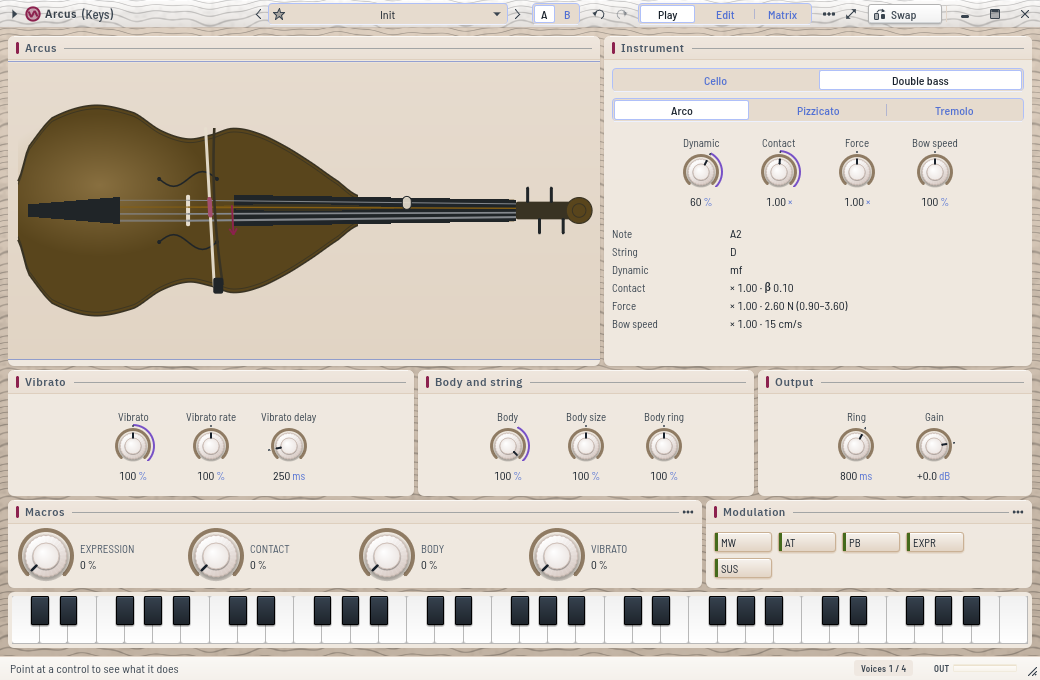 Arcus (Keys)
Init
A
B
Play
Edit
Matrix
Swap
Arcus
Instrument
Cello
Double bass
Arco
Pizzicato
Tremolo
Dynamic
Contact
Force
Bow speed
60 %
1.00 ×
1.00 ×
100 %
Note A2
String D
Dynamic mf
Contact × 1.00 · β 0.10
Force × 1.00 · 2.60 N (0.90–3.60)
Bow speed × 1.00 · 15 cm/s
Vibrato
Vibrato
Vibrato rate
Vibrato delay
100 %
100 %
250 ms
Body and string
Body
Body size
Body ring
100 %
100 %
100 %
Output
Ring
Gain
800 ms
+0.0 dB
Macros
EXPRESSION
0 %
CONTACT
0 %
BODY
0 %
VIBRATO
0 %
Modulation
MW
AT
PB
EXPR
SUS
Point at a control to see what it does
Voices 1 / 4
OUT